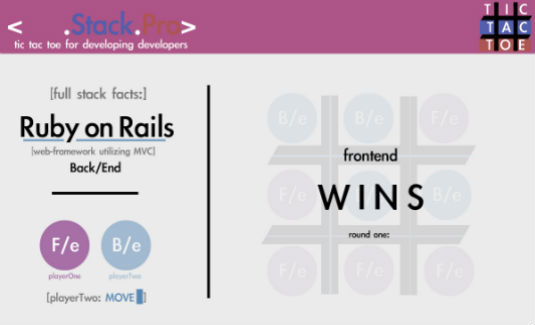 < .Stack.Pro>
tic tac toe for developing developers
TIC
TAC
TOE
[full stack facts:]
Ruby on Rails
[web-framework utilizing MVC]
Back/End
F/e B/e
playerOne playerTwo
[playerTwo: MOVE ]
B/e B/e F/e
frontend
F/e B/e
WINS
round one:
F/e F/e F/e